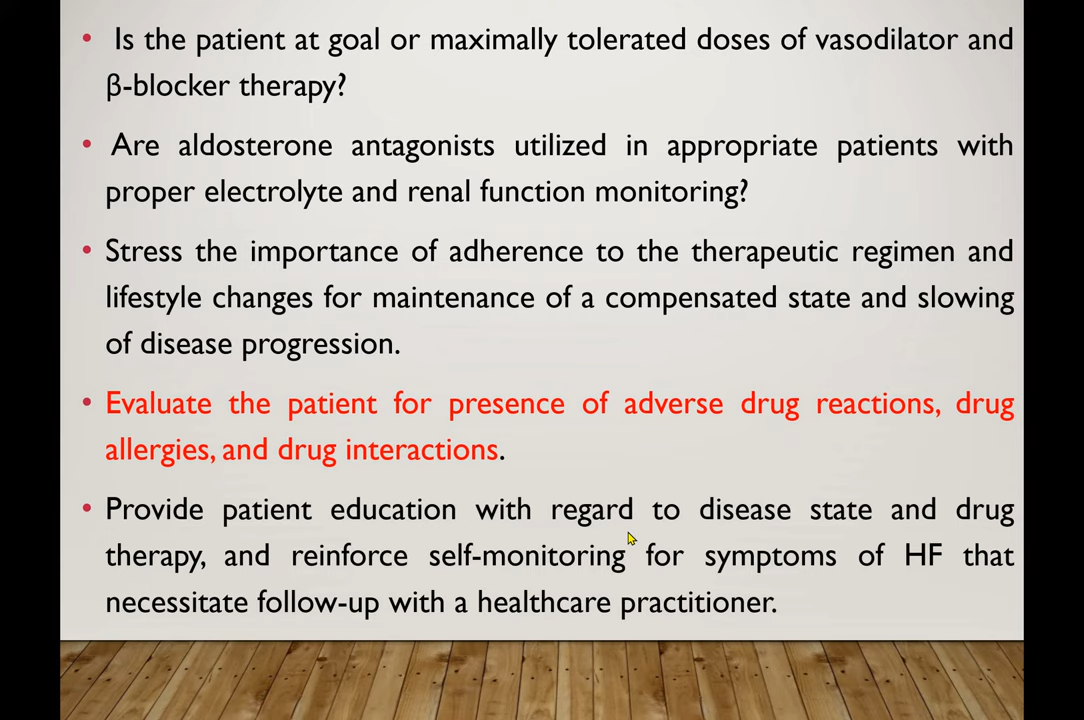 • Is the patient at goal or maximally tolerated doses of vasodilator and
β-blocker therapy?
• Are aldosterone antagonists utilized in appropriate patients with
proper electrolyte and renal function monitoring?
• Stress the importance of adherence to the therapeutic regimen and
lifestyle changes for maintenance of a compensated state and slowing
of disease progression.
• Evaluate the patient for presence of adverse drug reactions, drug
allergies, and drug interactions.
• Provide patient education with regard to disease state and drug
therapy, and reinforce self-monitoring for symptoms of HF that
necessitate follow-up with a healthcare practitioner.